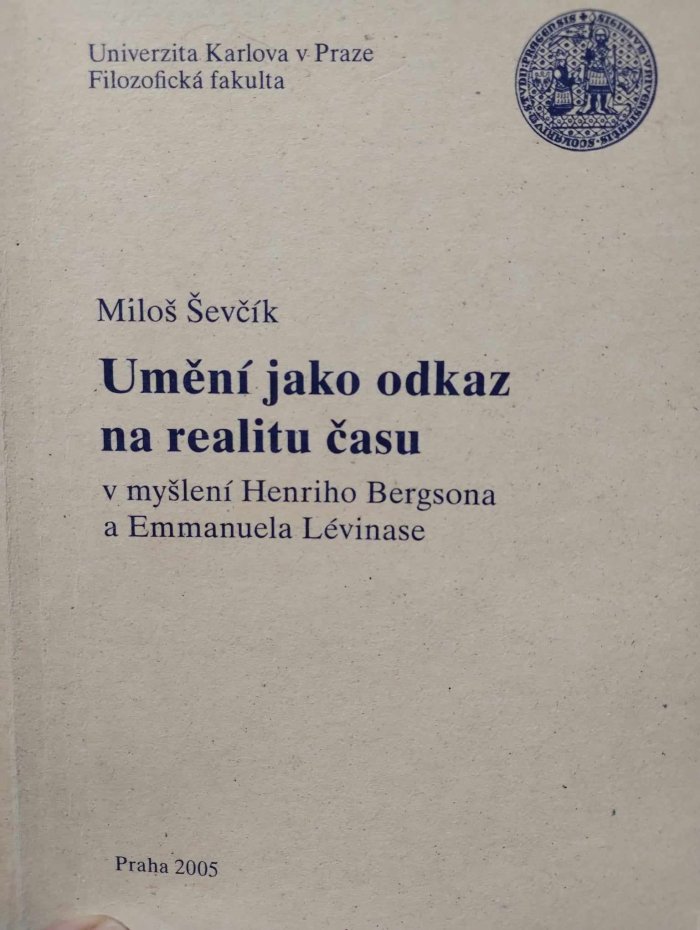 Univerzita Karlova v Praze
Filozofická fakulta
Miloš Ševčík
Umění jako odkaz
na realitu času
v myšlení Henriho Bergsona
a Emmanuela Lévinase
Praha 2005